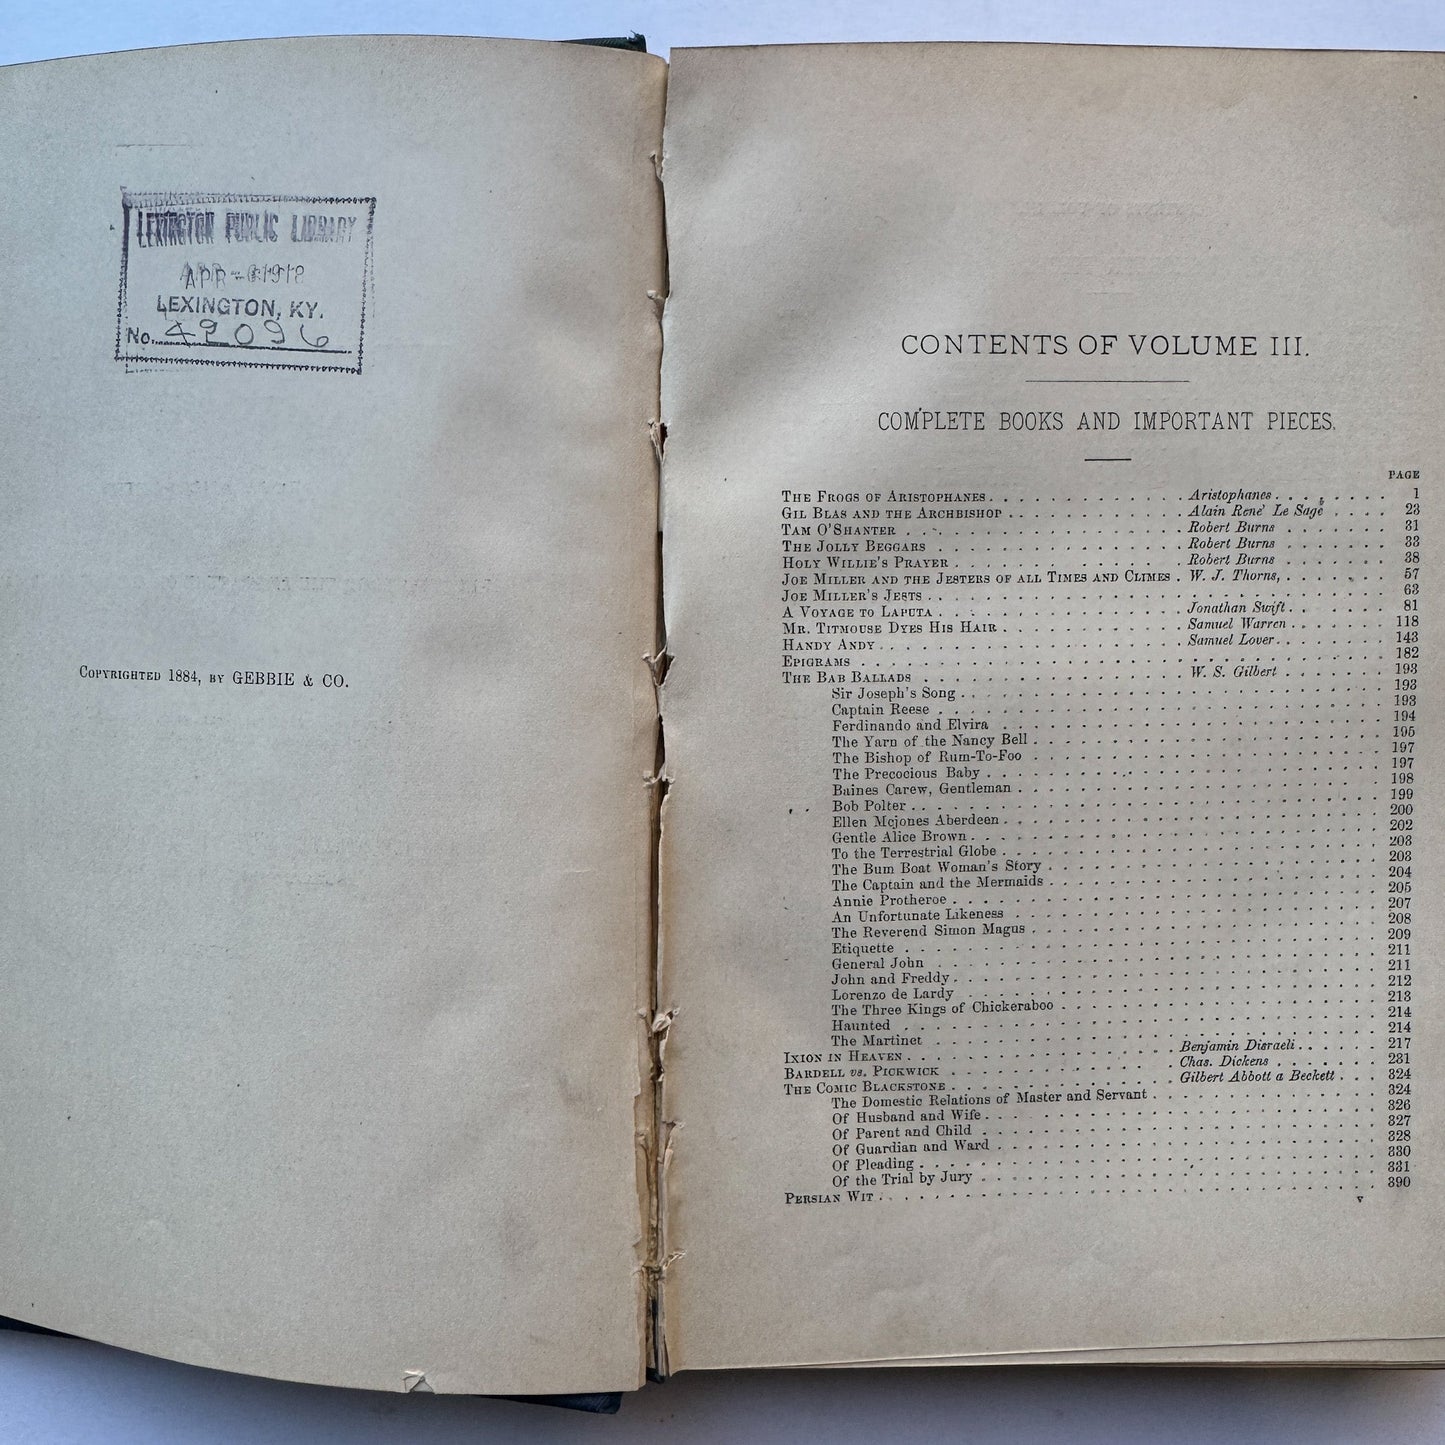 LEXINGTON PUBLIC LIBRARY
APR 1918
LEXINGTON, KY.
No. 42096
COPYRIGHTED 1884, BY GEBBIE & CO.
CONTENTS OF VOLUME III.
COMPLETE BOOKS AND IMPORTANT PIECES.
PAGE
THE FROGS OF ARISTOPHANES Aristophanes 1
GIL BLAS AND THE ARCHBISHOP Alain René Le Sage 23
TAM O'SHANTER Robert Burns 31
THE JOLLY BEGGARS Robert Burns 33
HOLY WILLIE'S PRAYER Robert Burns 38
JOE MILLER AND THE JESTERS OF ALL TIMES AND CLIMES W. J. Thorns, 57
JOE MILLER'S JESTS 63
A VOYAGE TO LAPUTA Jonathan Swift 81
MR. TITMOUSE DYES HIS HAIR Samuel Warren 118
HANDY ANDY Samuel Lover 143
EPIGRAMS 182
THE BAB BALLADS W. S. Gilbert 193
Sir Joseph's Song 193
Captain Reese 193
Ferdinando and Elvira 194
The Yarn of the Nancy Bell 195
The Bishop of Rum-To-Foo 197
The Precocious Baby 197
Baines Carew, Gentleman 198
Bob Polter 199
Ellen Mcjones Aberdeen 200
Gentle Alice Brown 202
To the Terrestrial Globe 203
The Bum Boat Woman's Story 203
The Captain and the Mermaids 204
Annie Protheroe 205
An Unfortunate Likeness 207
The Reverend Simon Magus 208
Etiquette 209
General John 211
John and Freddy 211
Lorenzo de Lardy 212
The Three Kings of Chickeraboo 213
Haunted 214
The Martinet 214
IXION IN HEAVEN Benjamin Disraeli 217
BARDELL vs. PICKWICK Chas. Dickens 231
THE COMIC BLACKSTONE Gilbert Abbott a Beckett 324
The Domestic Relations of Master and Servant 324
Of Husband and Wife 326
Of Parent and Child 327
Of Guardian and Ward 328
Of Pleading 330
Of the Trial by Jury 331
PERSIAN WIT 390
v